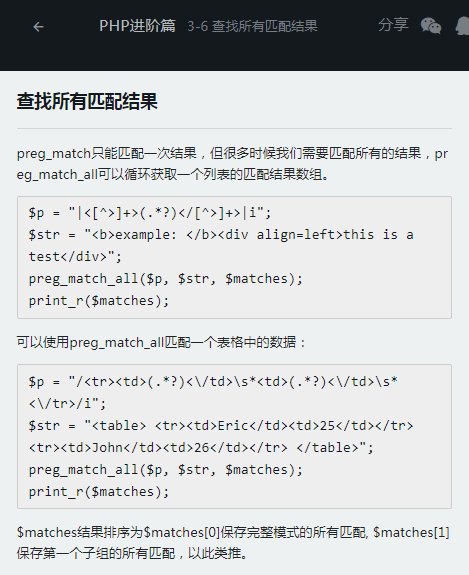 ← PHP进阶篇 3-6 查找所有匹配结果 分享
查找所有匹配结果
preg_match只能匹配一次结果，但很多时候我们需要匹配所有的结果，pr
eg_match_all可以循环获取一个列表的匹配结果数组。
$p = "|<[^>]+>(.*?)</[^>]+>|i";
$str = "<b>example: </b><div align=left>this is a
test</div>";
preg_match_all($p, $str, $matches);
print_r($matches);
可以使用preg_match_all匹配一个表格中的数据：
$p = "/<tr><td>(.*?)<\/td>\s*<td>(.*?)<\/td>\s*
<\/tr>/i";
$str = "<table> <tr><td>Eric</td><td>25</td></tr>
<tr><td>John</td><td>26</td></tr> </table>";
preg_match_all($p, $str, $matches);
print_r($matches);
$matches结果排序为$matches[0]保存完整模式的所有匹配, $matches[1]
保存第一个子组的所有匹配，以此类推。